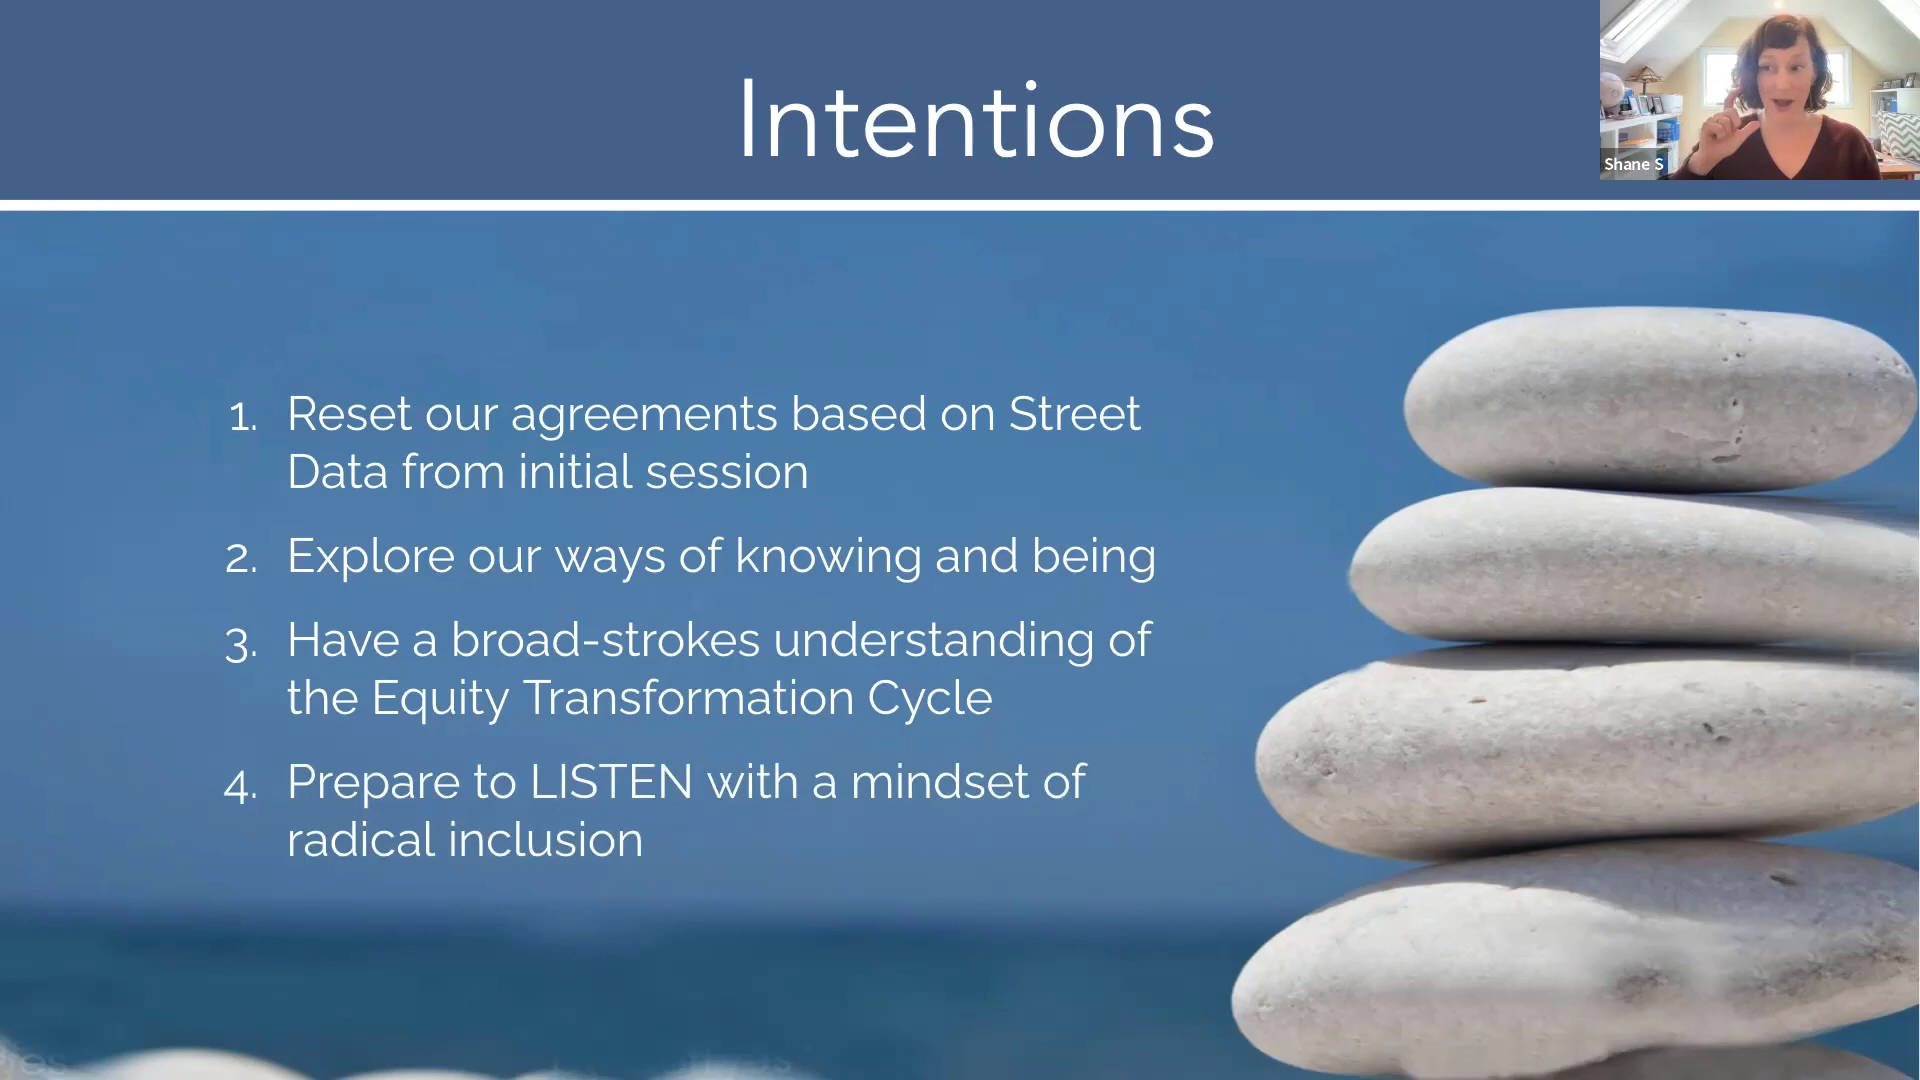 Intentions
Shane S
1. Reset our agreements based on Street
Data from initial session
2. Explore our ways of knowing and being
3. Have a broad-strokes understanding of
the Equity Transformation Cycle
4. Prepare to LISTEN with a mindset of
radical inclusion